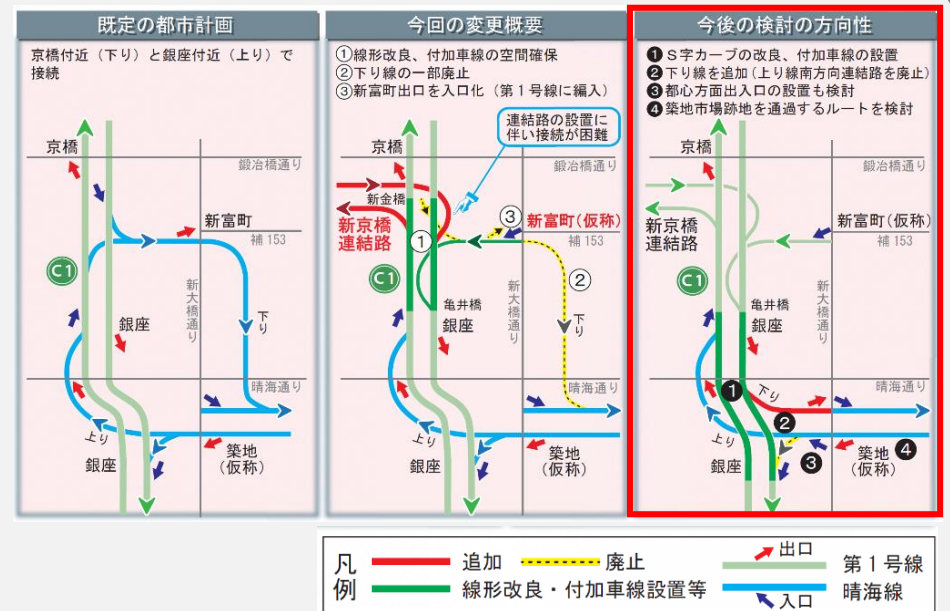 既定の都市計画
京橋付近（下り）と銀座付近（上り）で
接続
京橋
鍛冶橋通り
新富町
補 153
C1
新大橋通り
銀座
下り
晴海通り
上り
銀座
築地
（仮称）
今回の変更概要
①線形改良、付加車線の空間確保
②下り線の一部廃止
③新富町出口を入口化（第１号線に編入）
連結路の設置に
伴い接続が困難
京橋
鍛冶橋通り
新金橋
③
新富町(仮称)
新京橋
連結路
①
補 153
C1
②
新大橋通り
亀井橋
銀座
下り
晴海通り
上り
銀座
築地
（仮称）
今後の検討の方向性
❶Ｓ字カーブの改良、付加車線の設置
❷下り線を追加（上り線南方向連結路を廃止）
❸都心方面出入口の設置も検討
❹築地市場跡地を通過するルートを検討
京橋
鍛冶橋通り
新京橋
連結路
新富町(仮称)
補 153
C1
新大橋通り
亀井橋
銀座
晴海通り
❶
下り
❷
上り
銀座
❸
築地
（仮称）
❹
凡例
追加
廃止
出口
第１号線
線形改良・付加車線設置等
入口
晴海線